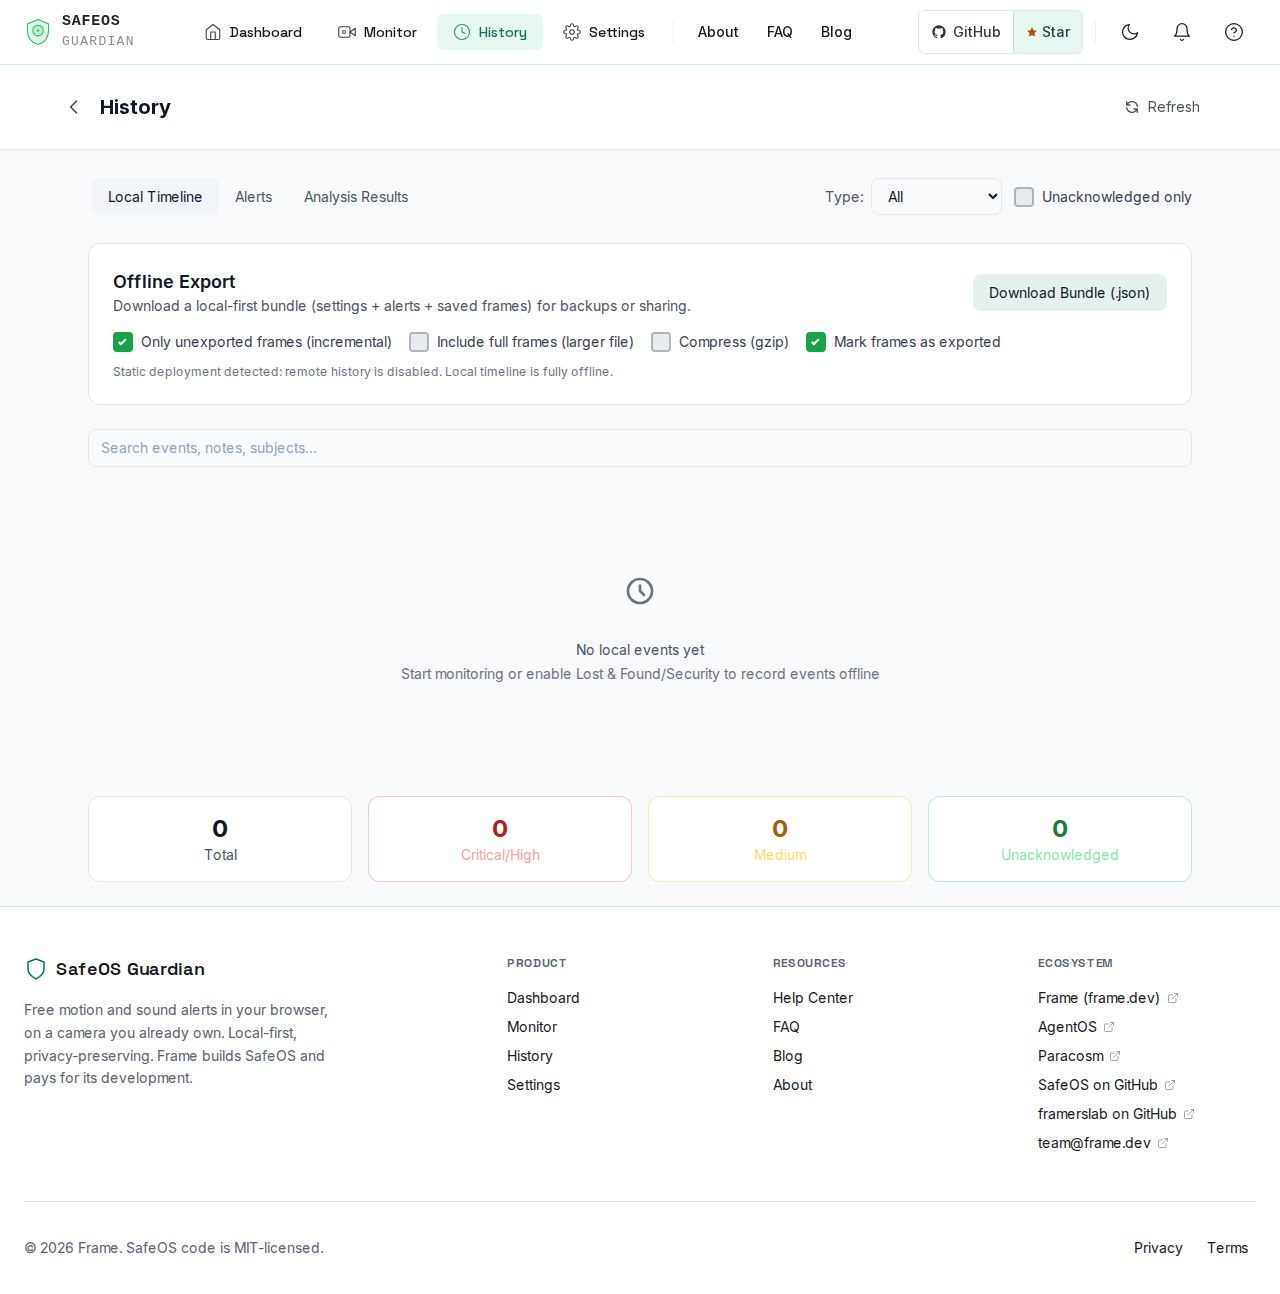 SAFEOS
GUARDIAN
Dashboard
Monitor
History
Settings
About
FAQ
Blog
GitHub
Star
History
Refresh
Local Timeline
Alerts
Analysis Results
Type:
All
Unacknowledged only
Offline Export
Download a local-first bundle (settings + alerts + saved frames) for backups or sharing.
Download Bundle (.json)
Only unexported frames (incremental)
Include full frames (larger file)
Compress (gzip)
Mark frames as exported
Static deployment detected: remote history is disabled. Local timeline is fully offline.
Search events, notes, subjects...
No local events yet
Start monitoring or enable Lost & Found/Security to record events offline
0
Total
0
Critical/High
0
Medium
0
Unacknowledged
SafeOS Guardian
Free motion and sound alerts in your browser,
on a camera you already own. Local-first,
privacy-preserving. Frame builds SafeOS and
pays for its development.
PRODUCT
Dashboard
Monitor
History
Settings
RESOURCES
Help Center
FAQ
Blog
About
ECOSYSTEM
Frame (frame.dev)
AgentOS
Paracosm
SafeOS on GitHub
framerslab on GitHub
team@frame.dev
© 2026 Frame. SafeOS code is MIT-licensed.
Privacy
Terms